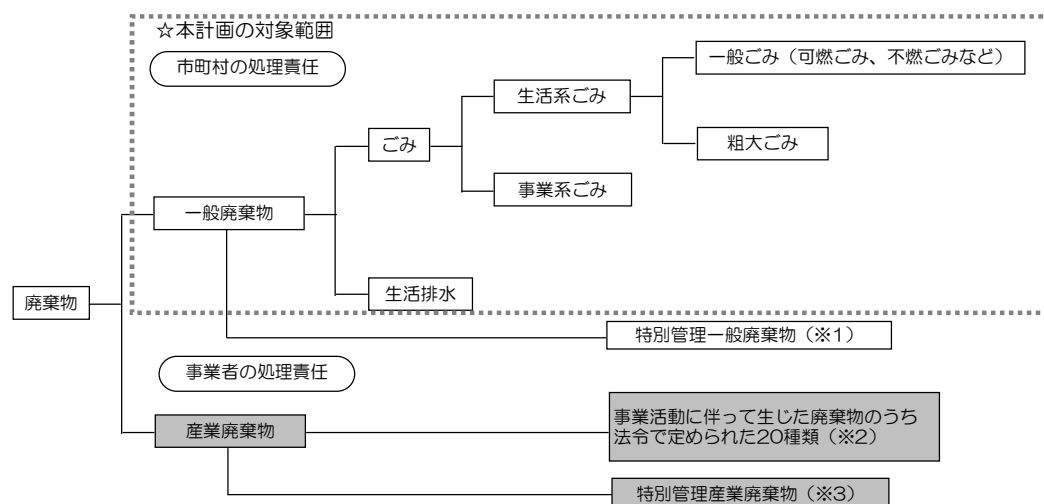 ☆本計画の対象範囲
市町村の処理責任
一般ごみ（可燃ごみ、不燃ごみなど）
生活系ごみ
ごみ
粗大ごみ
事業系ごみ
一般廃棄物
生活排水
廃棄物
特別管理一般廃棄物（※1）
事業者の処理責任
産業廃棄物
事業活動に伴って生じた廃棄物のうち
法令で定められた20種類（※2）
特別管理産業廃棄物（※3）